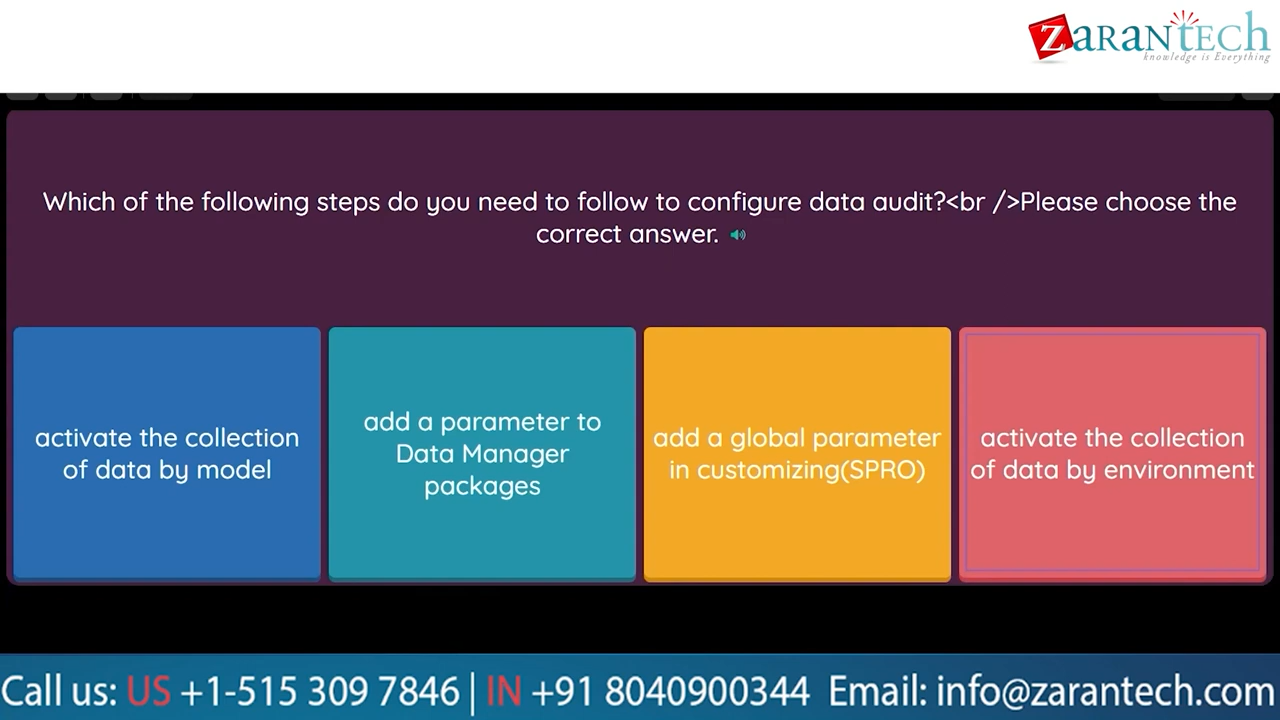 ZARANTECH
knowledge is Everything
Which of the following steps do you need to follow to configure data audit?<br />Please choose the
correct answer.
activate the collection
of data by model
add a parameter to
Data Manager
packages
add a global parameter
in customizing(SPRO)
activate the collection
of data by environment
Call us: US +1-515 309 7846 | IN +91 8040900344 Email: info@zarantech.com